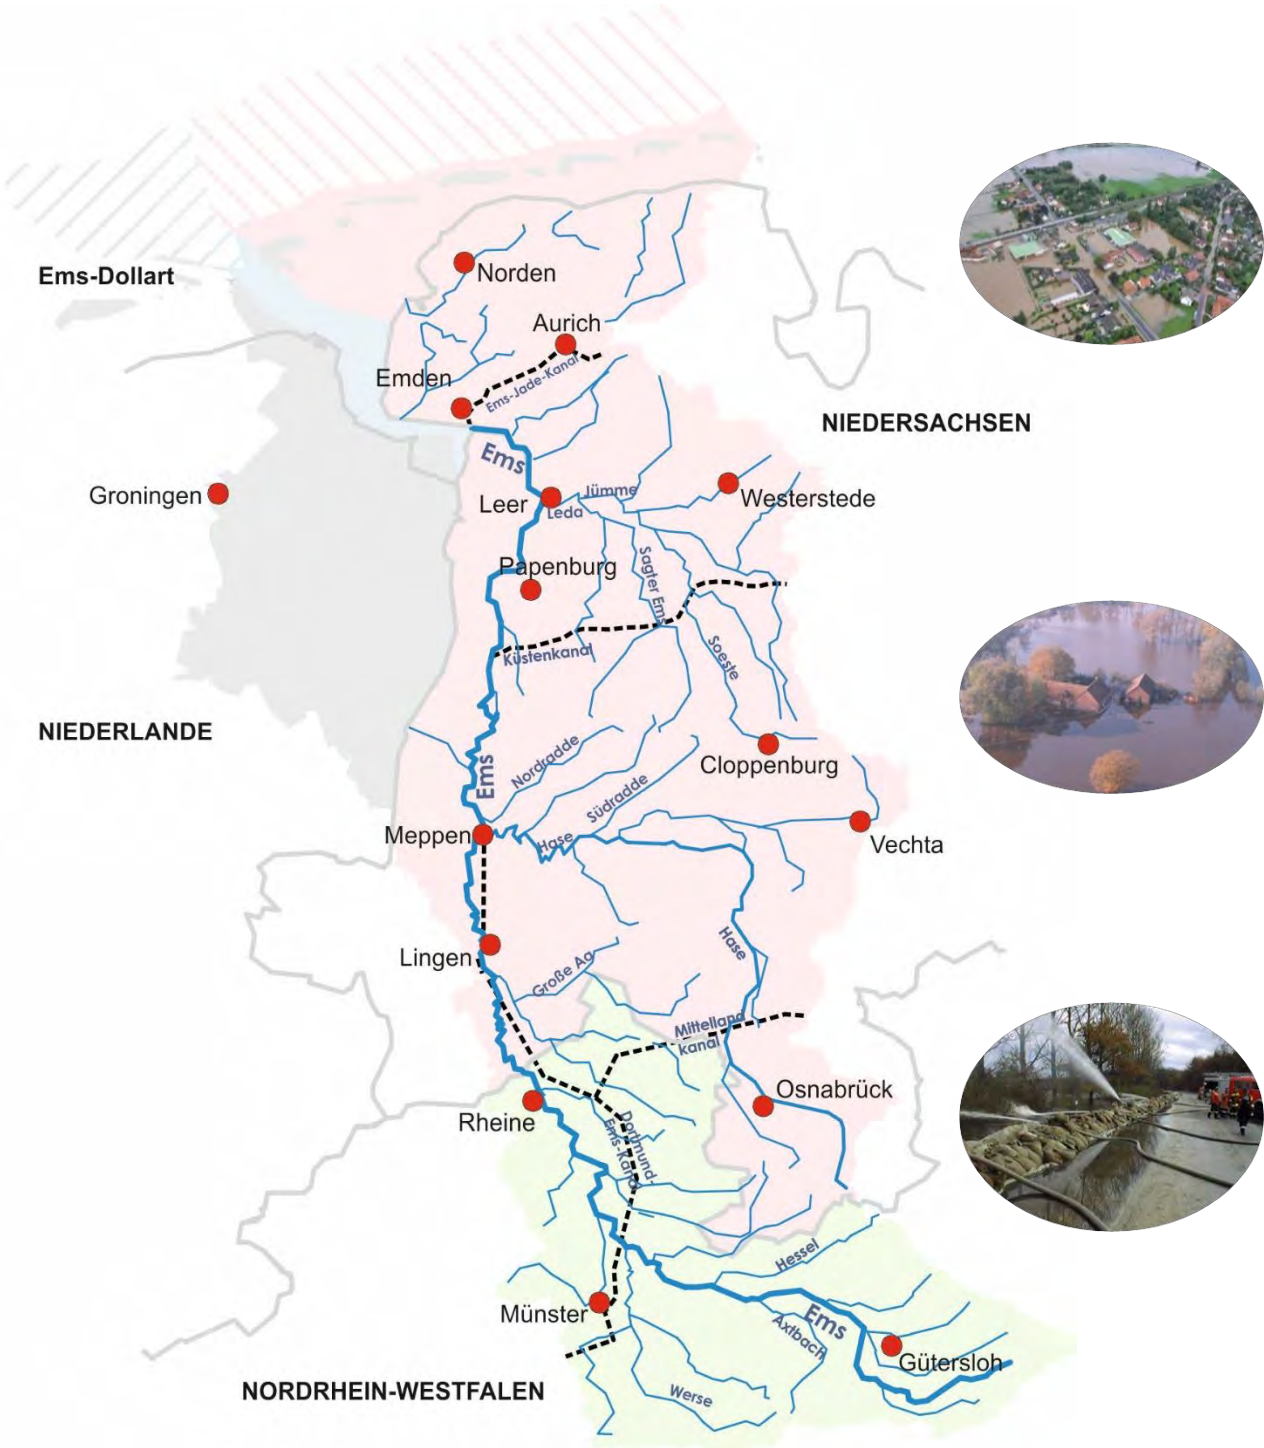 Ems-Dollart
Norden
Aurich
Emden
Ems-Jade-Kanal
NIEDERSACHSEN
Ems
Groningen
Leer
Jümme
Leda
Westerstede
Papenburg
Sagter Ems
Küstenkanal
Soeste
NIEDERLANDE
Ems
Nordradde
Cloppenburg
Südradde
Meppen
Hase
Vechta
Lingen
Hase
Große Aa
Mittelland
kanal
Osnabrück
Rheine
Dortmund-
Ems-Kanal
Hessel
Münster
Ems
Axtbach
Gütersloh
NORDRHEIN-WESTFALEN
Werse